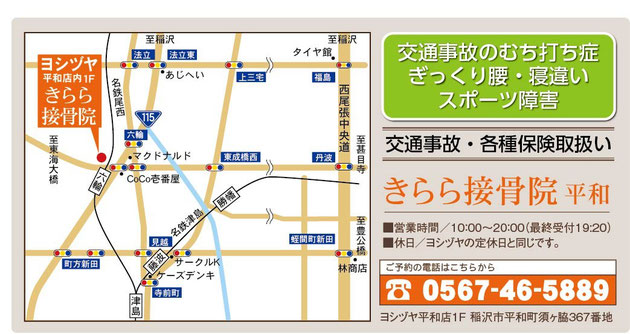 至稲沢
至稲沢
タイヤ館
法立
法立東
あじへい
上三宅
福島
ヨシヅヤ
平和店内1F
きらら
接骨院
名鉄尾西
115
西尾張中央道
六輪
至東海大橋
マクドナルド
東成橋西
丹波
至甚目寺
CoCo壱番屋
六輪
勝幡
名鉄津島
至豊公橋
見越
蛭間町新田
町方新田
藤浪
サークルK
林商店
ケーズデンキ
寺前町
津島
交通事故のむち打ち症
ぎっくり腰・寝違い
スポーツ障害
交通事故・各種保険取扱い
きらら接骨院 平和
■営業時間／10:00～20:00(最終受付19:20)
■休日／ヨシヅヤの定休日と同じです。
ご予約の電話はこちらから
☎ 0567-46-5889
ヨシヅヤ平和店1F 稲沢市平和町須ヶ脇367番地